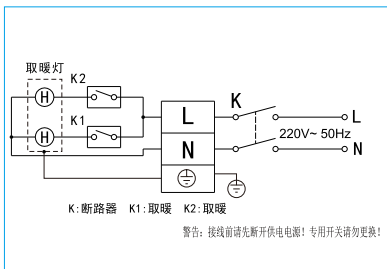 取暖灯
K2
H
K1
H
L
N
K
L
220V~ 50Hz
N
K:断路器 K1:取暖 K2:取暖
警告：接线前请先断开供电电源！专用开关请勿更换！